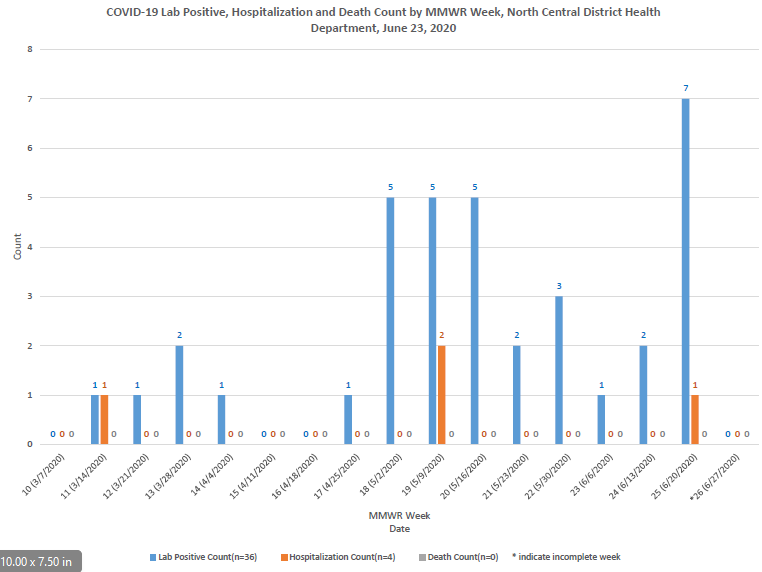 COVID-19 Lab Positive, Hospitalization and Death Count by MMWR Week, North Central District Health
Department, June 23, 2020
8
7
7
6
5
5 5 5
4
3
3
2
2 2 2 2
1
1 1 1 1 1 1 1
0
0 0 0 0 0 0 0 0 0 0 0 0 0 0 0 0 0 0 0 0 0 0 0 0 0 0 0 0 0 0 0 0 0 0 0
Count
10 (3/7/2020)
11 (3/14/2020)
12 (3/21/2020)
13 (3/28/2020)
14 (4/4/2020)
15 (4/11/2020)
16 (4/18/2020)
17 (4/25/2020)
18 (5/2/2020)
19 (5/9/2020)
20 (5/16/2020)
21 (5/23/2020)
22 (5/30/2020)
23 (6/6/2020)
24 (6/13/2020)
25 (6/20/2020)
*26 (6/27/2020)
MMWR Week
Date
Lab Positive Count(n=36) Hospitalization Count(n=4) Death Count(n=0) * indicate incomplete week
10.00 x 7.50 in